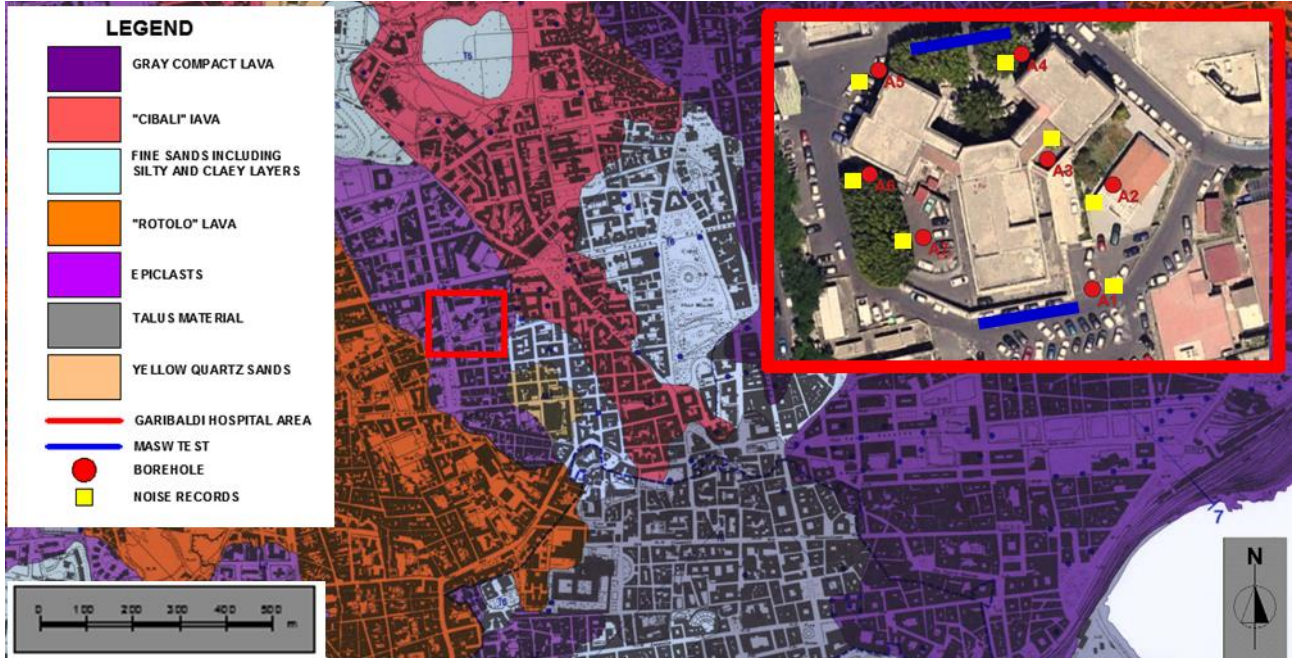 LEGEND
GRAY COMPACT LAVA
"CIBALI" lAVA
FINE SANDS INCLUDING
SILTY AND CLAEY LAYERS
"ROTOLO" LAVA
EPICLASTS
TALUS MATERIAL
YELLOW QUARTZ SANDS
GARIBALDI HOSPITAL AREA
MASW TEST
BOREHOLE
NOISE RECORDS
0 100 200 300 400 500
m
A5
A4
A3
A6
A2
A1
T6
7
N